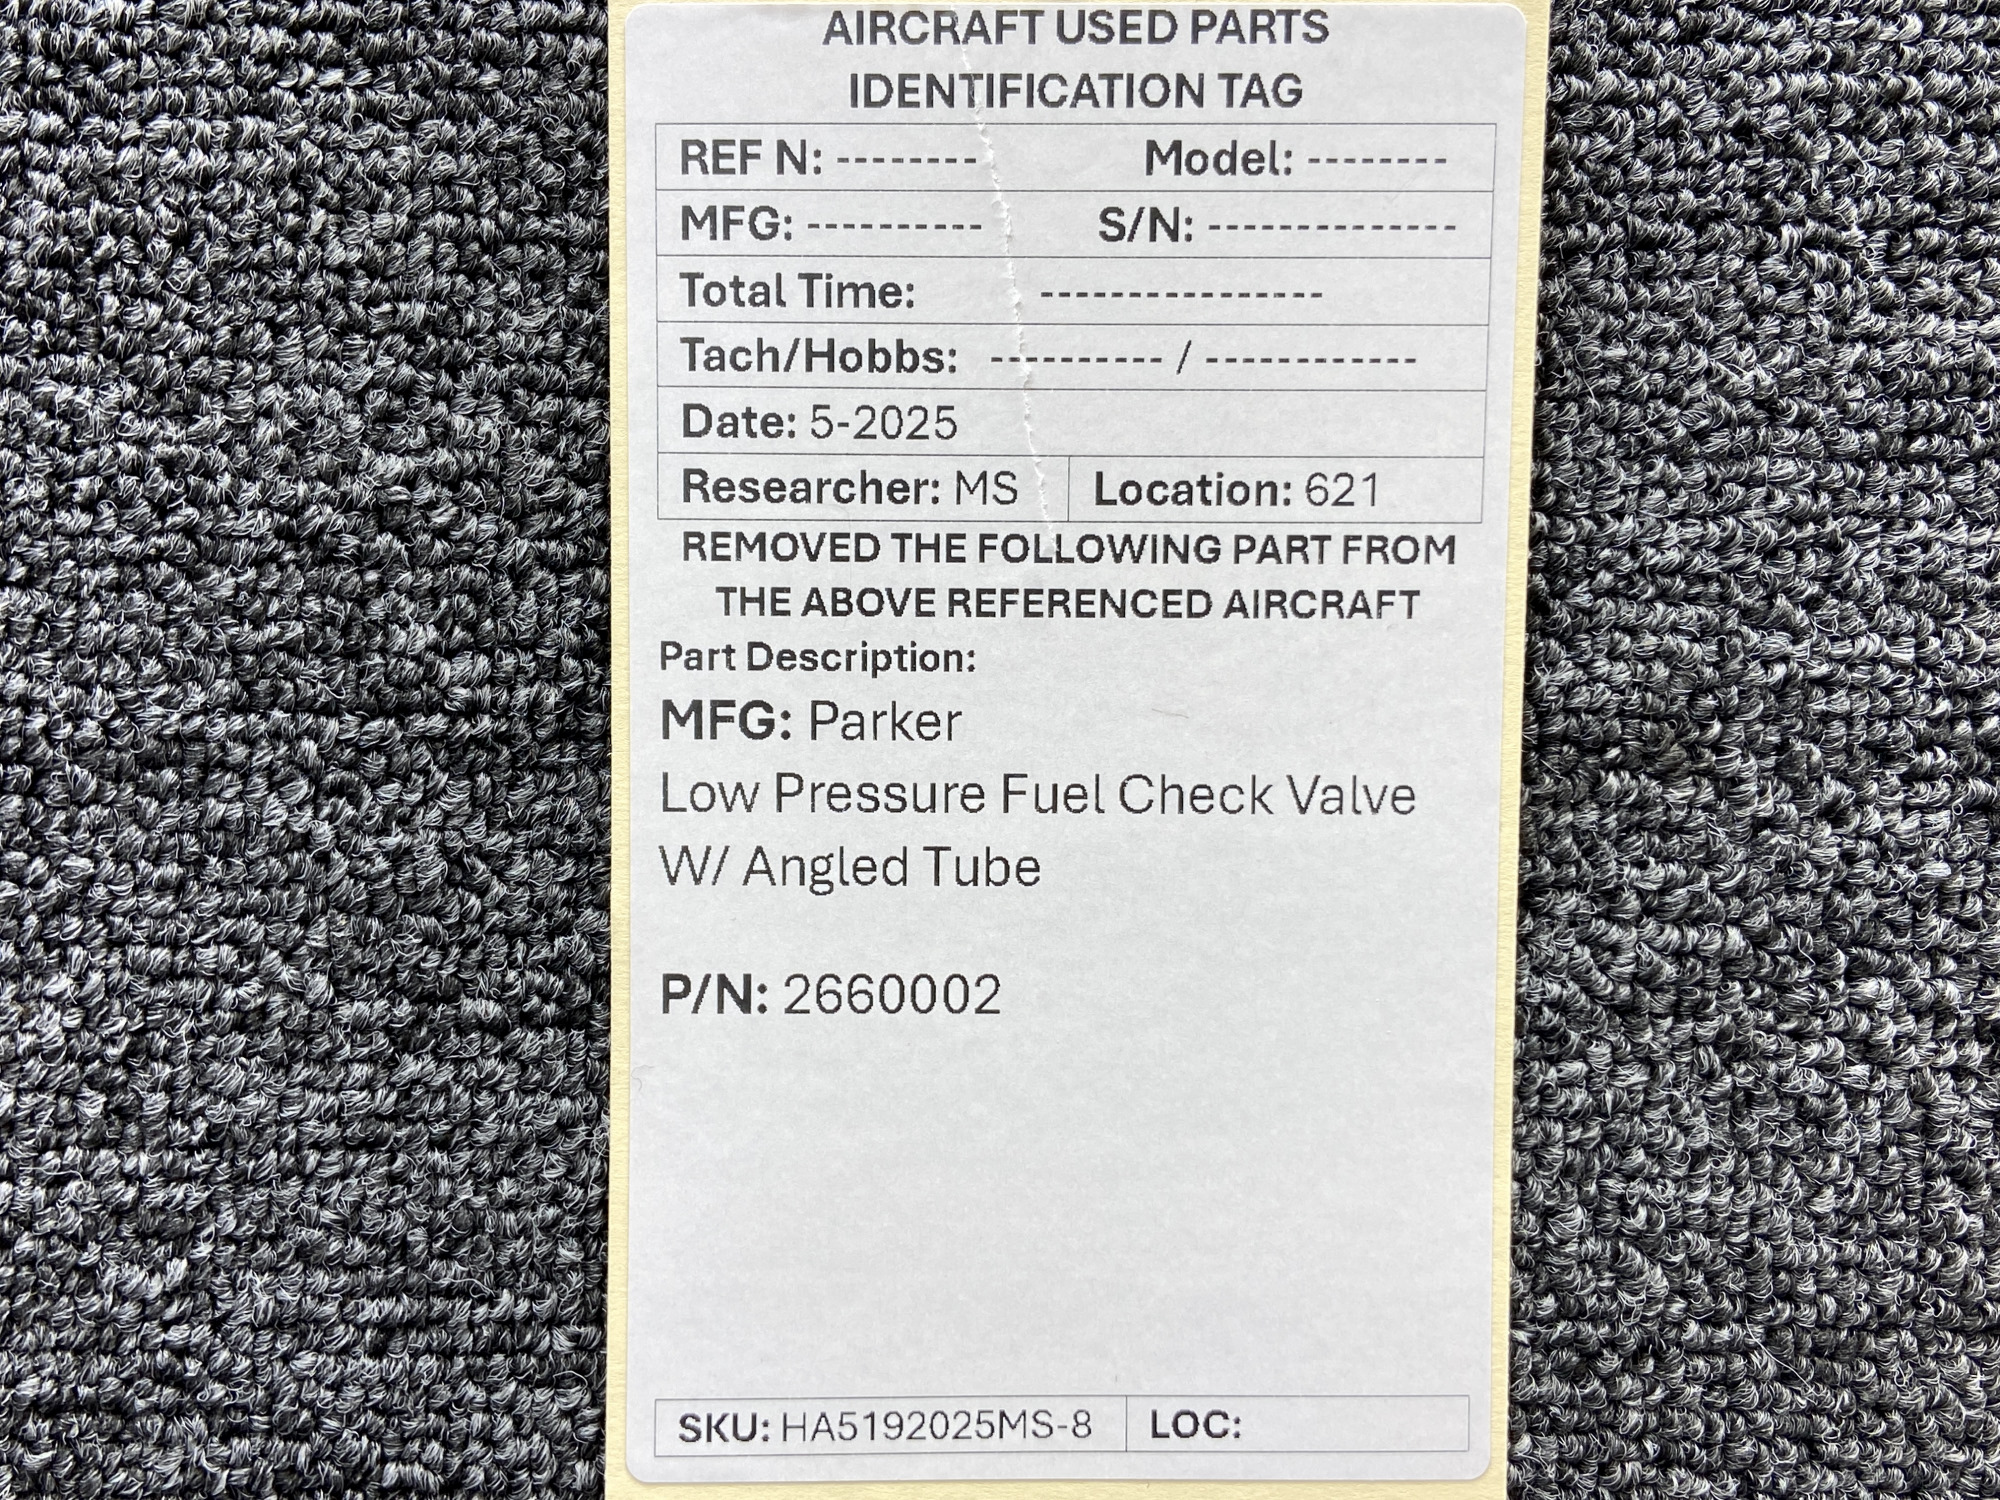 AIRCRAFT USED PARTS
IDENTIFICATION TAG
REF N: -------- Model: --------
MFG: ---------- S/N: --------------
Total Time: ----------------
Tach/Hobbs: ---------- / ------------
Date: 5-2025
Researcher: MS Location: 621
REMOVED THE FOLLOWING PART FROM
THE ABOVE REFERENCED AIRCRAFT
Part Description:
MFG: Parker
Low Pressure Fuel Check Valve
W/ Angled Tube
P/N: 2660002
SKU: HA5192025MS-8 LOC: